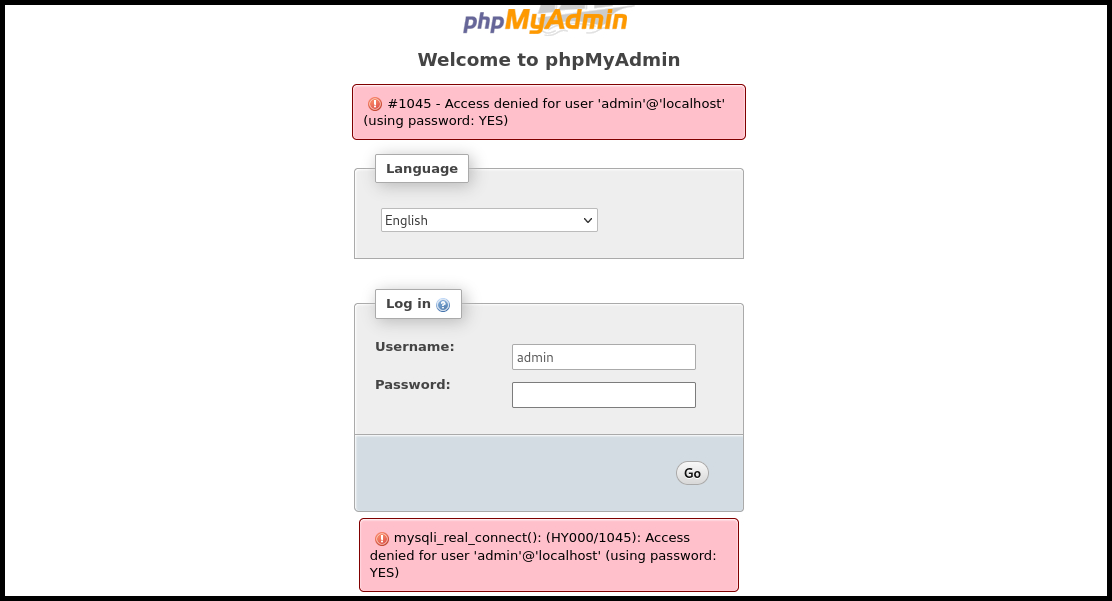 phpMyAdmin
Welcome to phpMyAdmin
#1045 - Access denied for user 'admin'@'localhost'
(using password: YES)
Language
English
Log in
Username:
admin
Password:
Go
mysqli_real_connect(): (HY000/1045): Access
denied for user 'admin'@'localhost' (using password:
YES)